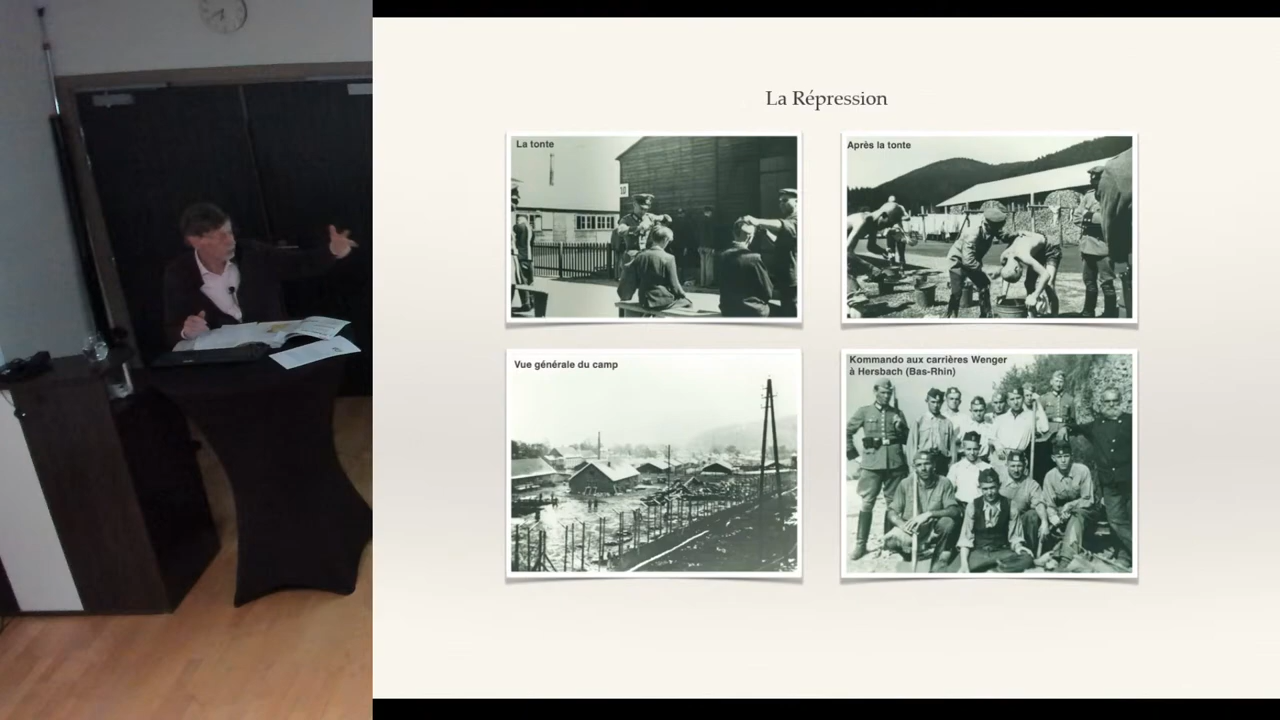 La Répression
La tonte
Après la tonte
Vue générale du camp
Kommando aux carrières Wenger
à Hersbach (Bas-Rhin)